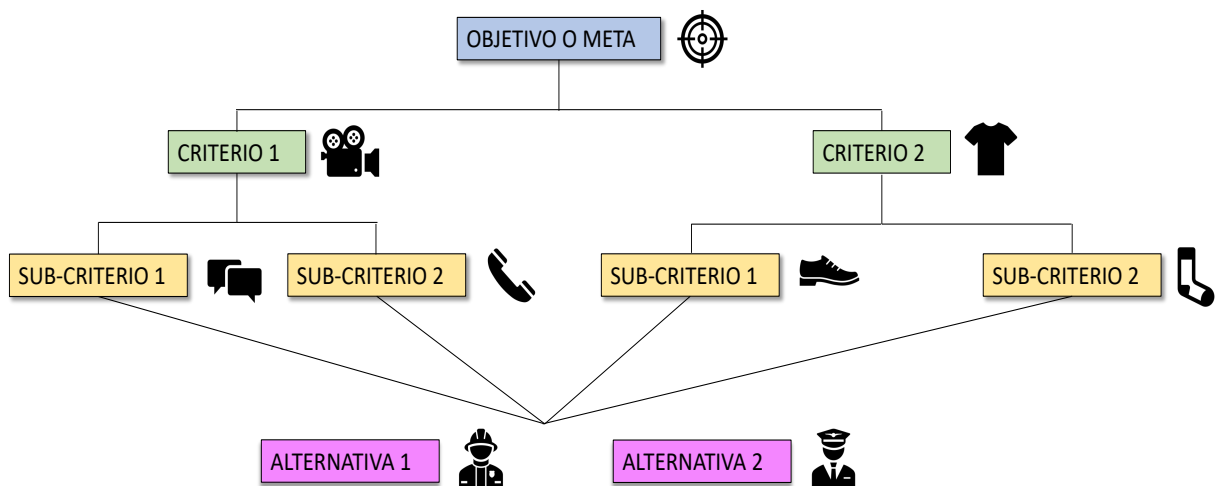 OBJETIVO O META
CRITERIO 1
CRITERIO 2
SUB-CRITERIO 1
SUB-CRITERIO 2
SUB-CRITERIO 1
SUB-CRITERIO 2
ALTERNATIVA 1
ALTERNATIVA 2